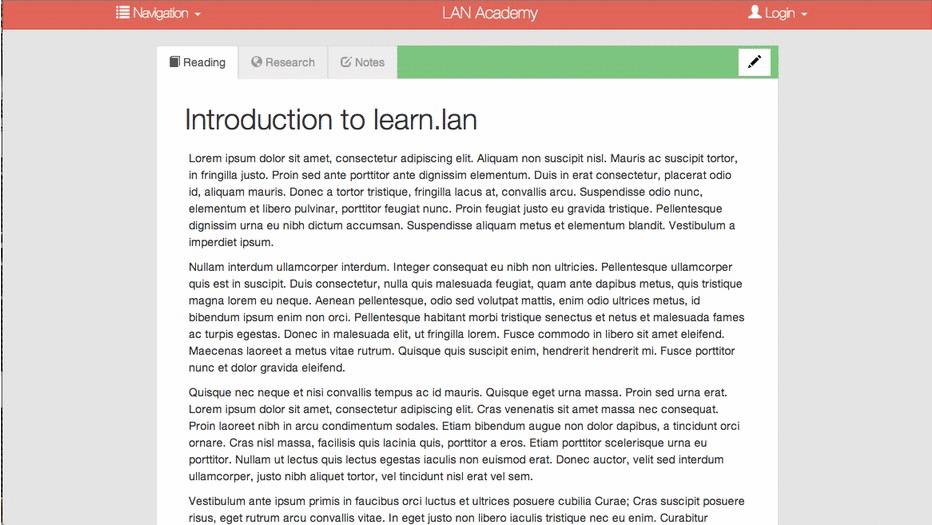 Navigation
LAN Academy
Login
Reading
Research
Notes
Introduction to learn.lan
Lorem ipsum dolor sit amet, consectetur adipiscing elit. Aliquam non suscipit nisl. Mauris ac suscipit tortor,
in fringilla justo. Proin sed ante porttitor ante dignissim elementum. Duis in erat consectetur, placerat odio
id, aliquam mauris. Donec a tortor tristique, fringilla lacus at, convallis arcu. Suspendisse odio nunc,
elementum et libero pulvinar, porttitor feugiat nunc. Proin feugiat justo eu gravida tristique. Pellentesque
dignissim urna eu nibh dictum accumsan. Suspendisse aliquam metus et elementum blandit. Vestibulum a
imperdiet ipsum.
Nullam interdum ullamcorper interdum. Integer consequat eu nibh non ultricies. Pellentesque ullamcorper
quis est in suscipit. Duis consectetur, nulla quis malesuada feugiat, quam ante dapibus metus, quis tristique
magna lorem eu neque. Aenean pellentesque, odio sed volutpat mattis, enim odio ultrices metus, id
bibendum ipsum enim non orci. Pellentesque habitant morbi tristique senectus et netus et malesuada fames
ac turpis egestas. Donec in malesuada elit, ut fringilla lorem. Fusce commodo in libero sit amet eleifend.
Maecenas laoreet a metus vitae rutrum. Quisque quis suscipit enim, hendrerit hendrerit mi. Fusce porttitor
nunc et dolor gravida eleifend.
Quisque nec neque et nisi convallis tempus ac id mauris. Quisque eget urna massa. Proin sed urna erat.
Lorem ipsum dolor sit amet, consectetur adipiscing elit. Cras venenatis sit amet massa nec consequat.
Proin laoreet nibh in arcu condimentum sodales. Etiam bibendum augue non dolor dapibus, a tincidunt orci
ornare. Cras nisl massa, facilisis quis lacinia quis, porttitor a eros. Etiam porttitor scelerisque urna eu
porttitor. Nullam ut lectus quis lectus egestas iaculis non euismod erat. Donec auctor, velit sed interdum
ullamcorper, justo nibh aliquet tortor, vel tincidunt nisl erat vel sem.
Vestibulum ante ipsum primis in faucibus orci luctus et ultrices posuere cubilia Curae; Cras suscipit posuere
risus, eget rutrum arcu convallis vitae. In eget justo non libero iaculis tristique nec eu enim. Curabitur